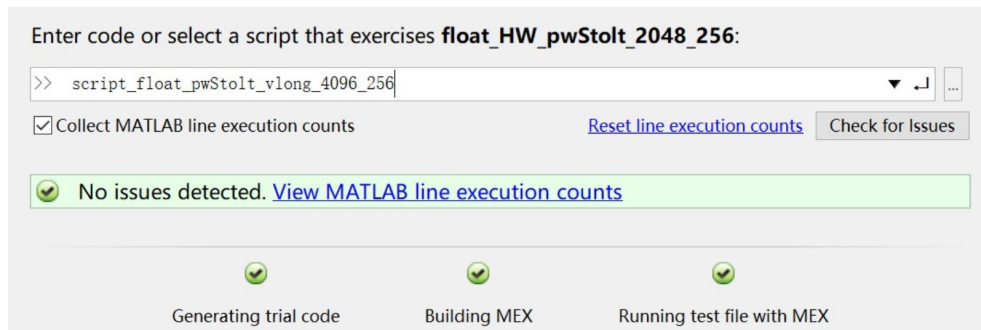 Enter code or select a script that exercises float_HW_pwStolt_2048_256:
>> script_float_pwStolt_vlong_4096_256
...
Collect MATLAB line execution counts Reset line execution counts Check for Issues
No issues detected. View MATLAB line execution counts
Generating trial code Building MEX Running test file with MEX